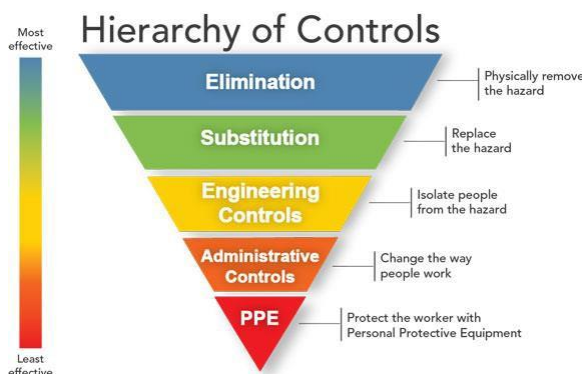 Hierarchy of Controls
Most
effective
Elimination
Physically remove
the hazard
Substitution
Replace
the hazard
Engineering
Controls
Isolate people
from the hazard
Administrative
Controls
Change the way
people work
PPE
Protect the worker with
Personal Protective Equipment
Least
effective